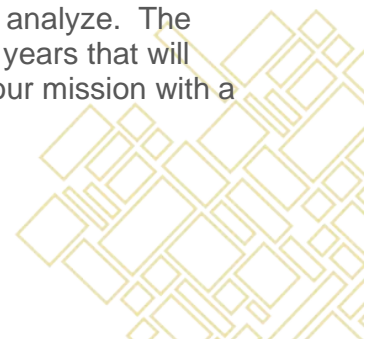 analyze. The
years that will
our mission with a